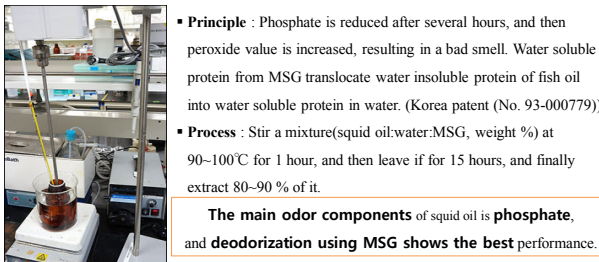 ▪ Principle : Phosphate is reduced after several hours, and then
peroxide value is increased, resulting in a bad smell. Water soluble
protein from MSG translocate water insoluble protein of fish oil
into water soluble protein in water. (Korea patent (No. 93-000779))
▪ Process : Stir a mixture(squid oil:water:MSG, weight %) at
90~100℃ for 1 hour, and then leave if for 15 hours, and finally
extract 80~90 % of it.
The main odor components of squid oil is phosphate,
and deodorization using MSG shows the best performance.